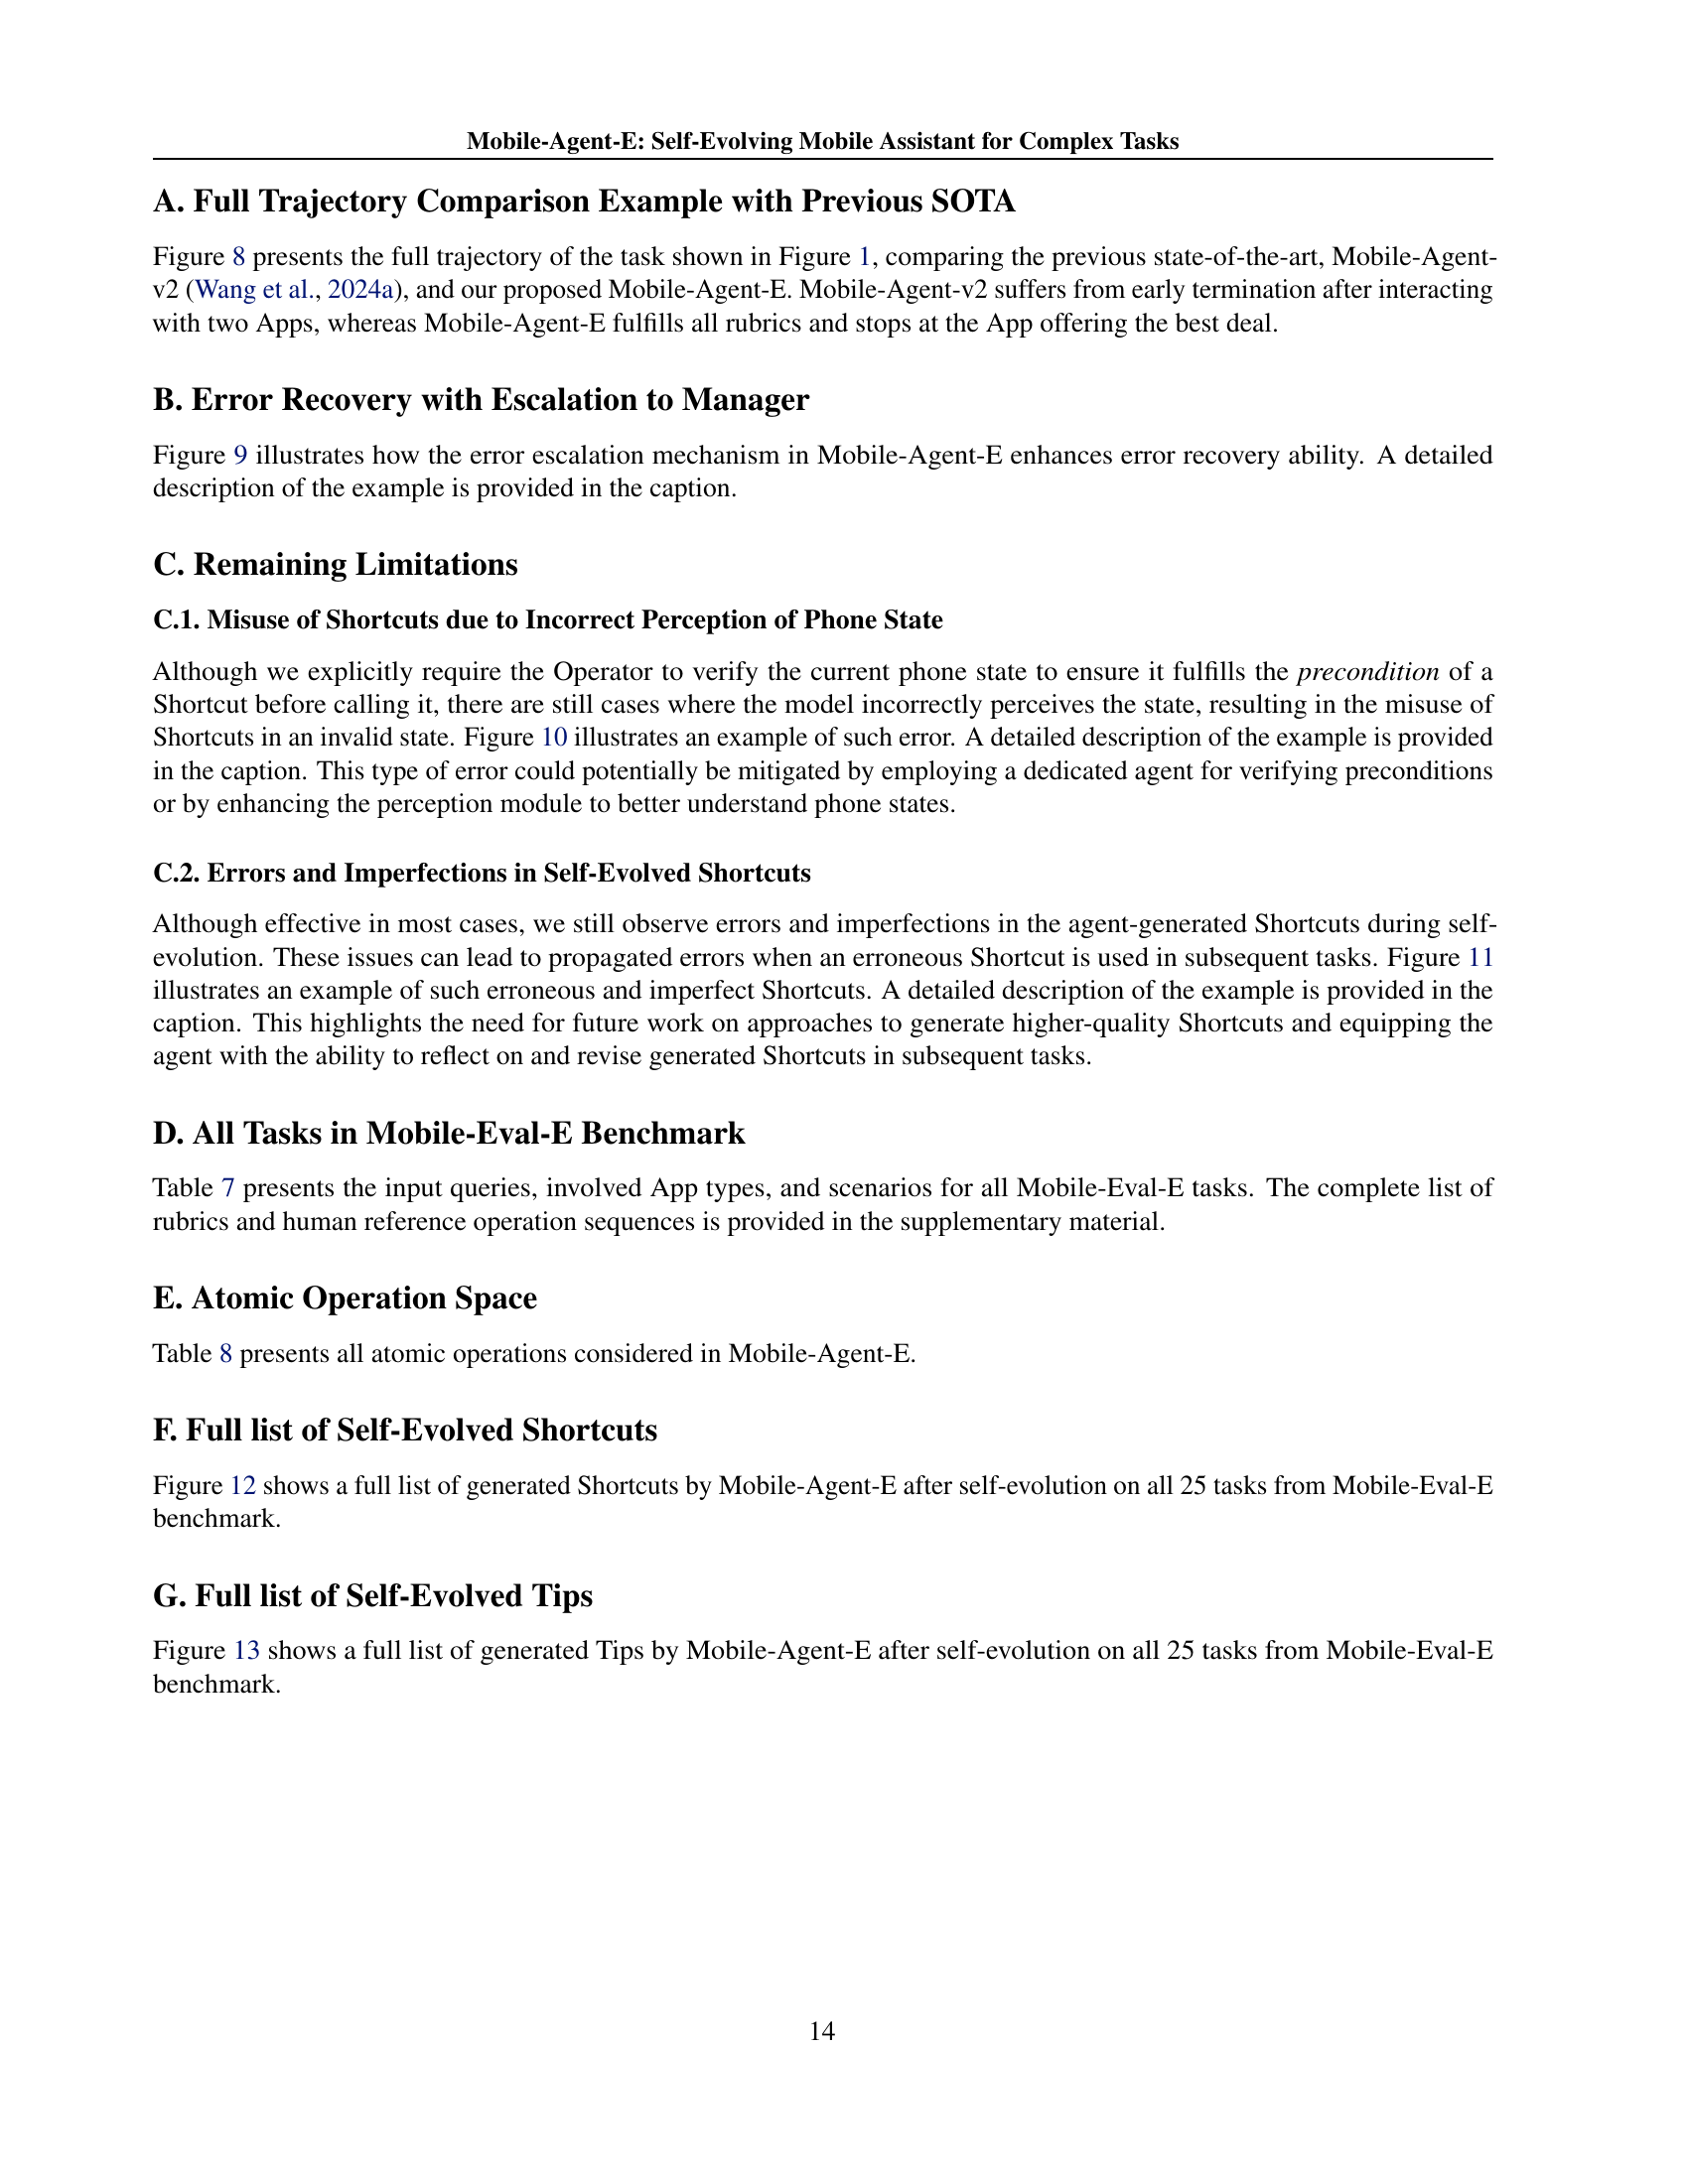 Mobile-Agent-E: Self-Evolving Mobile Assistant for Complex Tasks
A. Full Trajectory Comparison Example with Previous SOTA
Figure 8 presents the full trajectory of the task shown in Figure 1, comparing the previous state-of-the-art, Mobile-Agent-
v2 (Wang et al., 2024a), and our proposed Mobile-Agent-E. Mobile-Agent-v2 suffers from early termination after interacting
with two Apps, whereas Mobile-Agent-E fulfills all rubrics and stops at the App offering the best deal.
B. Error Recovery with Escalation to Manager
Figure 9 illustrates how the error escalation mechanism in Mobile-Agent-E enhances error recovery ability. A detailed
description of the example is provided in the caption.
C. Remaining Limitations
C.1. Misuse of Shortcuts due to Incorrect Perception of Phone State
Although we explicitly require the Operator to verify the current phone state to ensure it fulfills the precondition of a
Shortcut before calling it, there are still cases where the model incorrectly perceives the state, resulting in the misuse of
Shortcuts in an invalid state. Figure 10 illustrates an example of such error. A detailed description of the example is provided
in the caption. This type of error could potentially be mitigated by employing a dedicated agent for verifying preconditions
or by enhancing the perception module to better understand phone states.
C.2. Errors and Imperfections in Self-Evolved Shortcuts
Although effective in most cases, we still observe errors and imperfections in the agent-generated Shortcuts during self-
evolution. These issues can lead to propagated errors when an erroneous Shortcut is used in subsequent tasks. Figure 11
illustrates an example of such erroneous and imperfect Shortcuts. A detailed description of the example is provided in the
caption. This highlights the need for future work on approaches to generate higher-quality Shortcuts and equipping the
agent with the ability to reflect on and revise generated Shortcuts in subsequent tasks.
D. All Tasks in Mobile-Eval-E Benchmark
Table 7 presents the input queries, involved App types, and scenarios for all Mobile-Eval-E tasks. The complete list of
rubrics and human reference operation sequences is provided in the supplementary material.
E. Atomic Operation Space
Table 8 presents all atomic operations considered in Mobile-Agent-E.
F. Full list of Self-Evolved Shortcuts
Figure 12 shows a full list of generated Shortcuts by Mobile-Agent-E after self-evolution on all 25 tasks from Mobile-Eval-E
benchmark.
G. Full list of Self-Evolved Tips
Figure 13 shows a full list of generated Tips by Mobile-Agent-E after self-evolution on all 25 tasks from Mobile-Eval-E
benchmark.
14